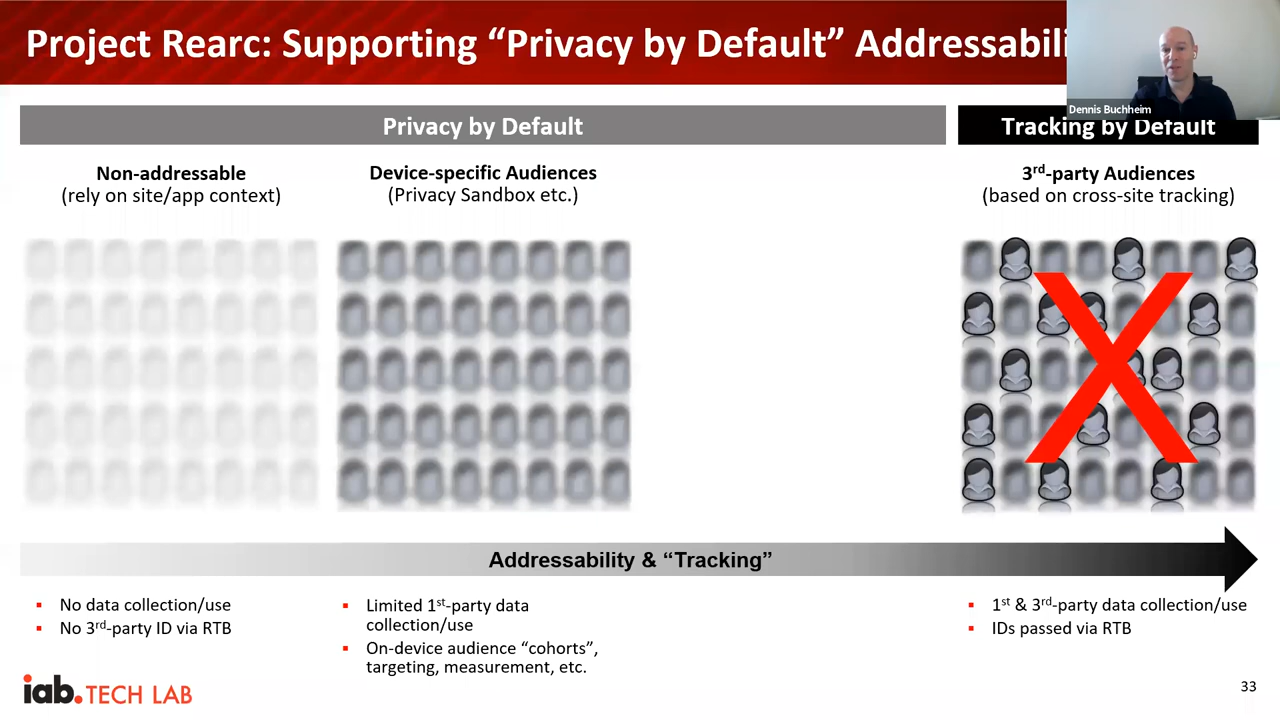 Project Rearc: Supporting “Privacy by Default” Addressabili
Dennis Buchheim
Privacy by Default
Tracking by Default
Non-addressable
(rely on site/app context)
Device-specific Audiences
(Privacy Sandbox etc.)
3rd-party Audiences
(based on cross-site tracking)
X
Addressability & “Tracking”
▪ No data collection/use
▪ No 3rd-party ID via RTB
▪ Limited 1st-party data
collection/use
▪ On-device audience “cohorts”,
targeting, measurement, etc.
▪ 1st & 3rd-party data collection/use
▪ IDs passed via RTB
iab.TECH LAB
33